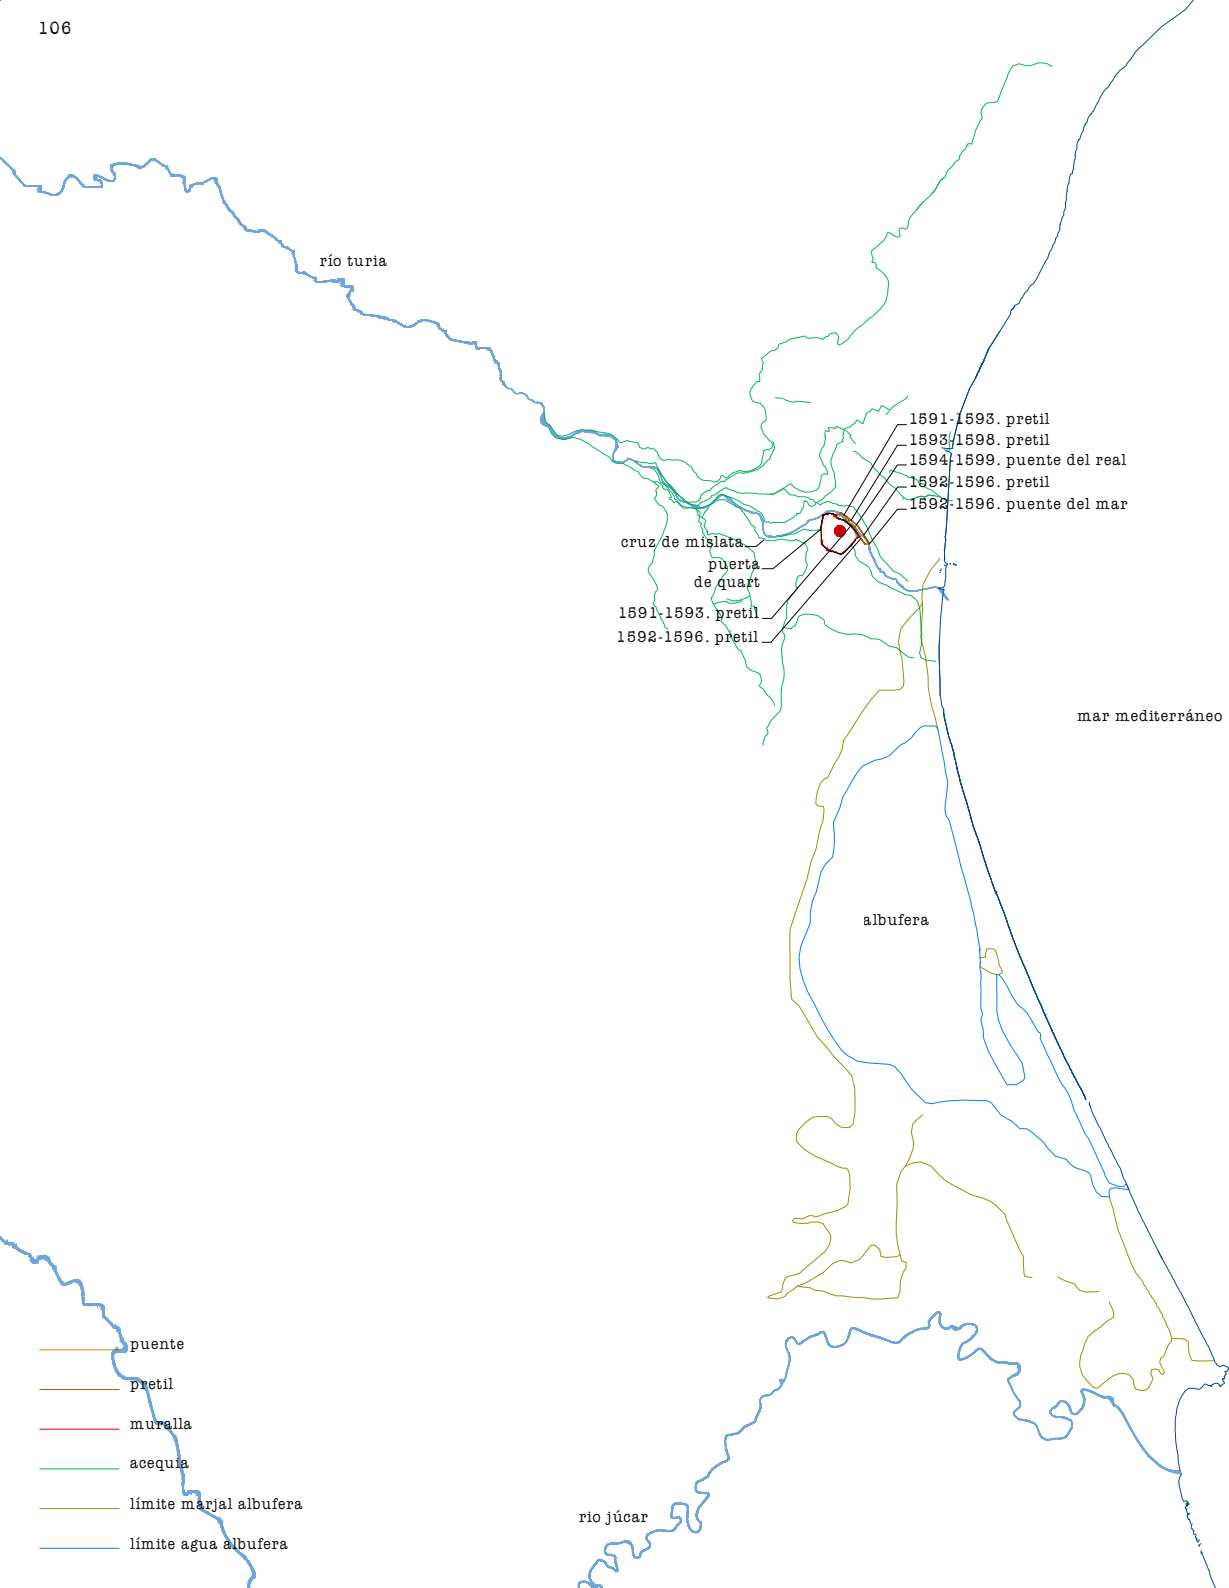 106
río turia
1591-1593. pretil
1593-1598. pretil
1594-1599. puente del real
1592-1596. pretil
1592-1596. puente del mar
cruz de mislata
puerta
de quart
1591-1593. pretil
1592-1596. pretil
mar mediterráneo
albufera
puente
pretil
muralla
acequia
límite marjal albufera
límite agua albufera
rio júcar